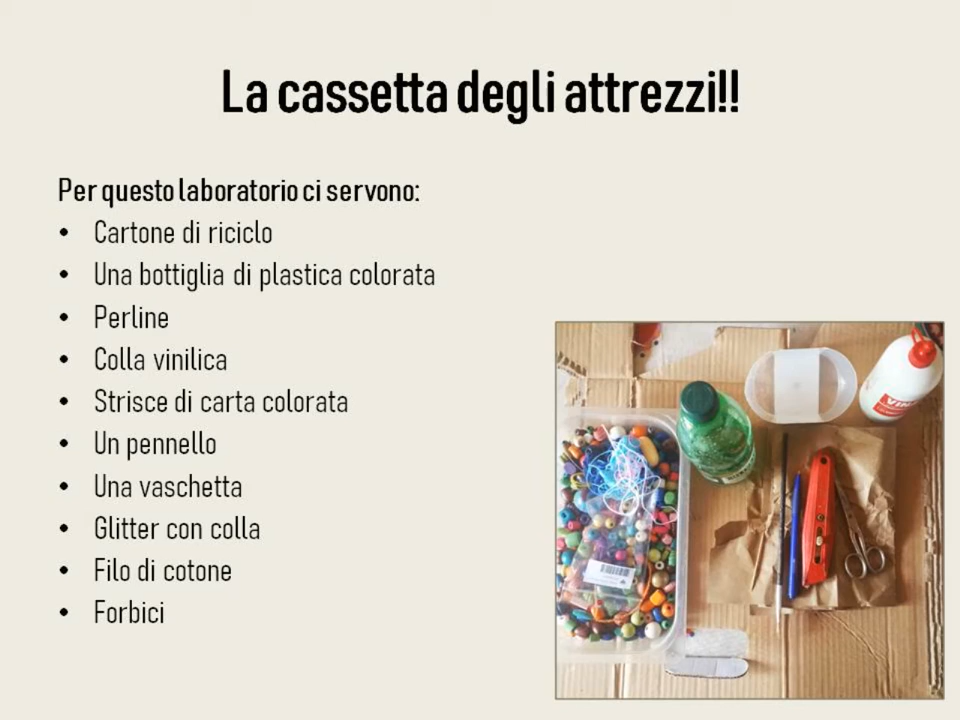 La cassetta degli attrezzi!!
Per questo laboratorio ci servono:
• Cartone di riciclo
• Una bottiglia di plastica colorata
• Perline
• Colla vinilica
• Strisce di carta colorata
• Un pennello
• Una vaschetta
• Glitter con colla
• Filo di cotone
• Forbici